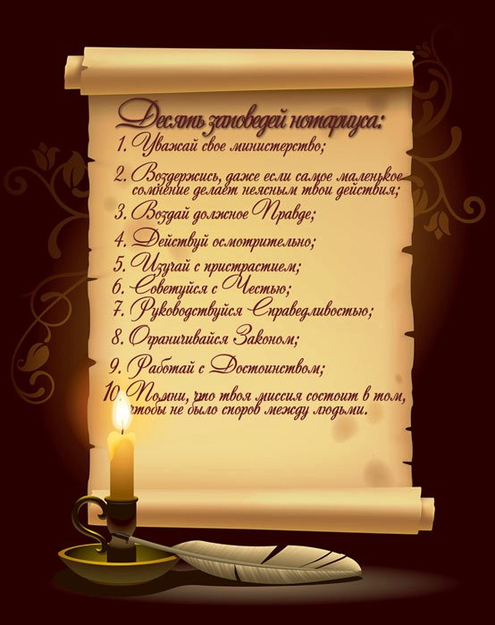 Десять заповедей нотариуса:
1. Уважай свое министерство;
2. Воздержись, даже если самое маленькое
сомнение делает неясным твои действия;
3. Воздай должное Правде;
4. Действуй осмотрительно;
5. Изучай с пристрастием;
6. Советуйся с Честью;
7. Руководствуйся Справедливостью;
8. Ограничивайся Законом;
9. Работай с Достоинством;
10. Помни, что твоя миссия состоит в том,
чтобы не было споров между людьми.